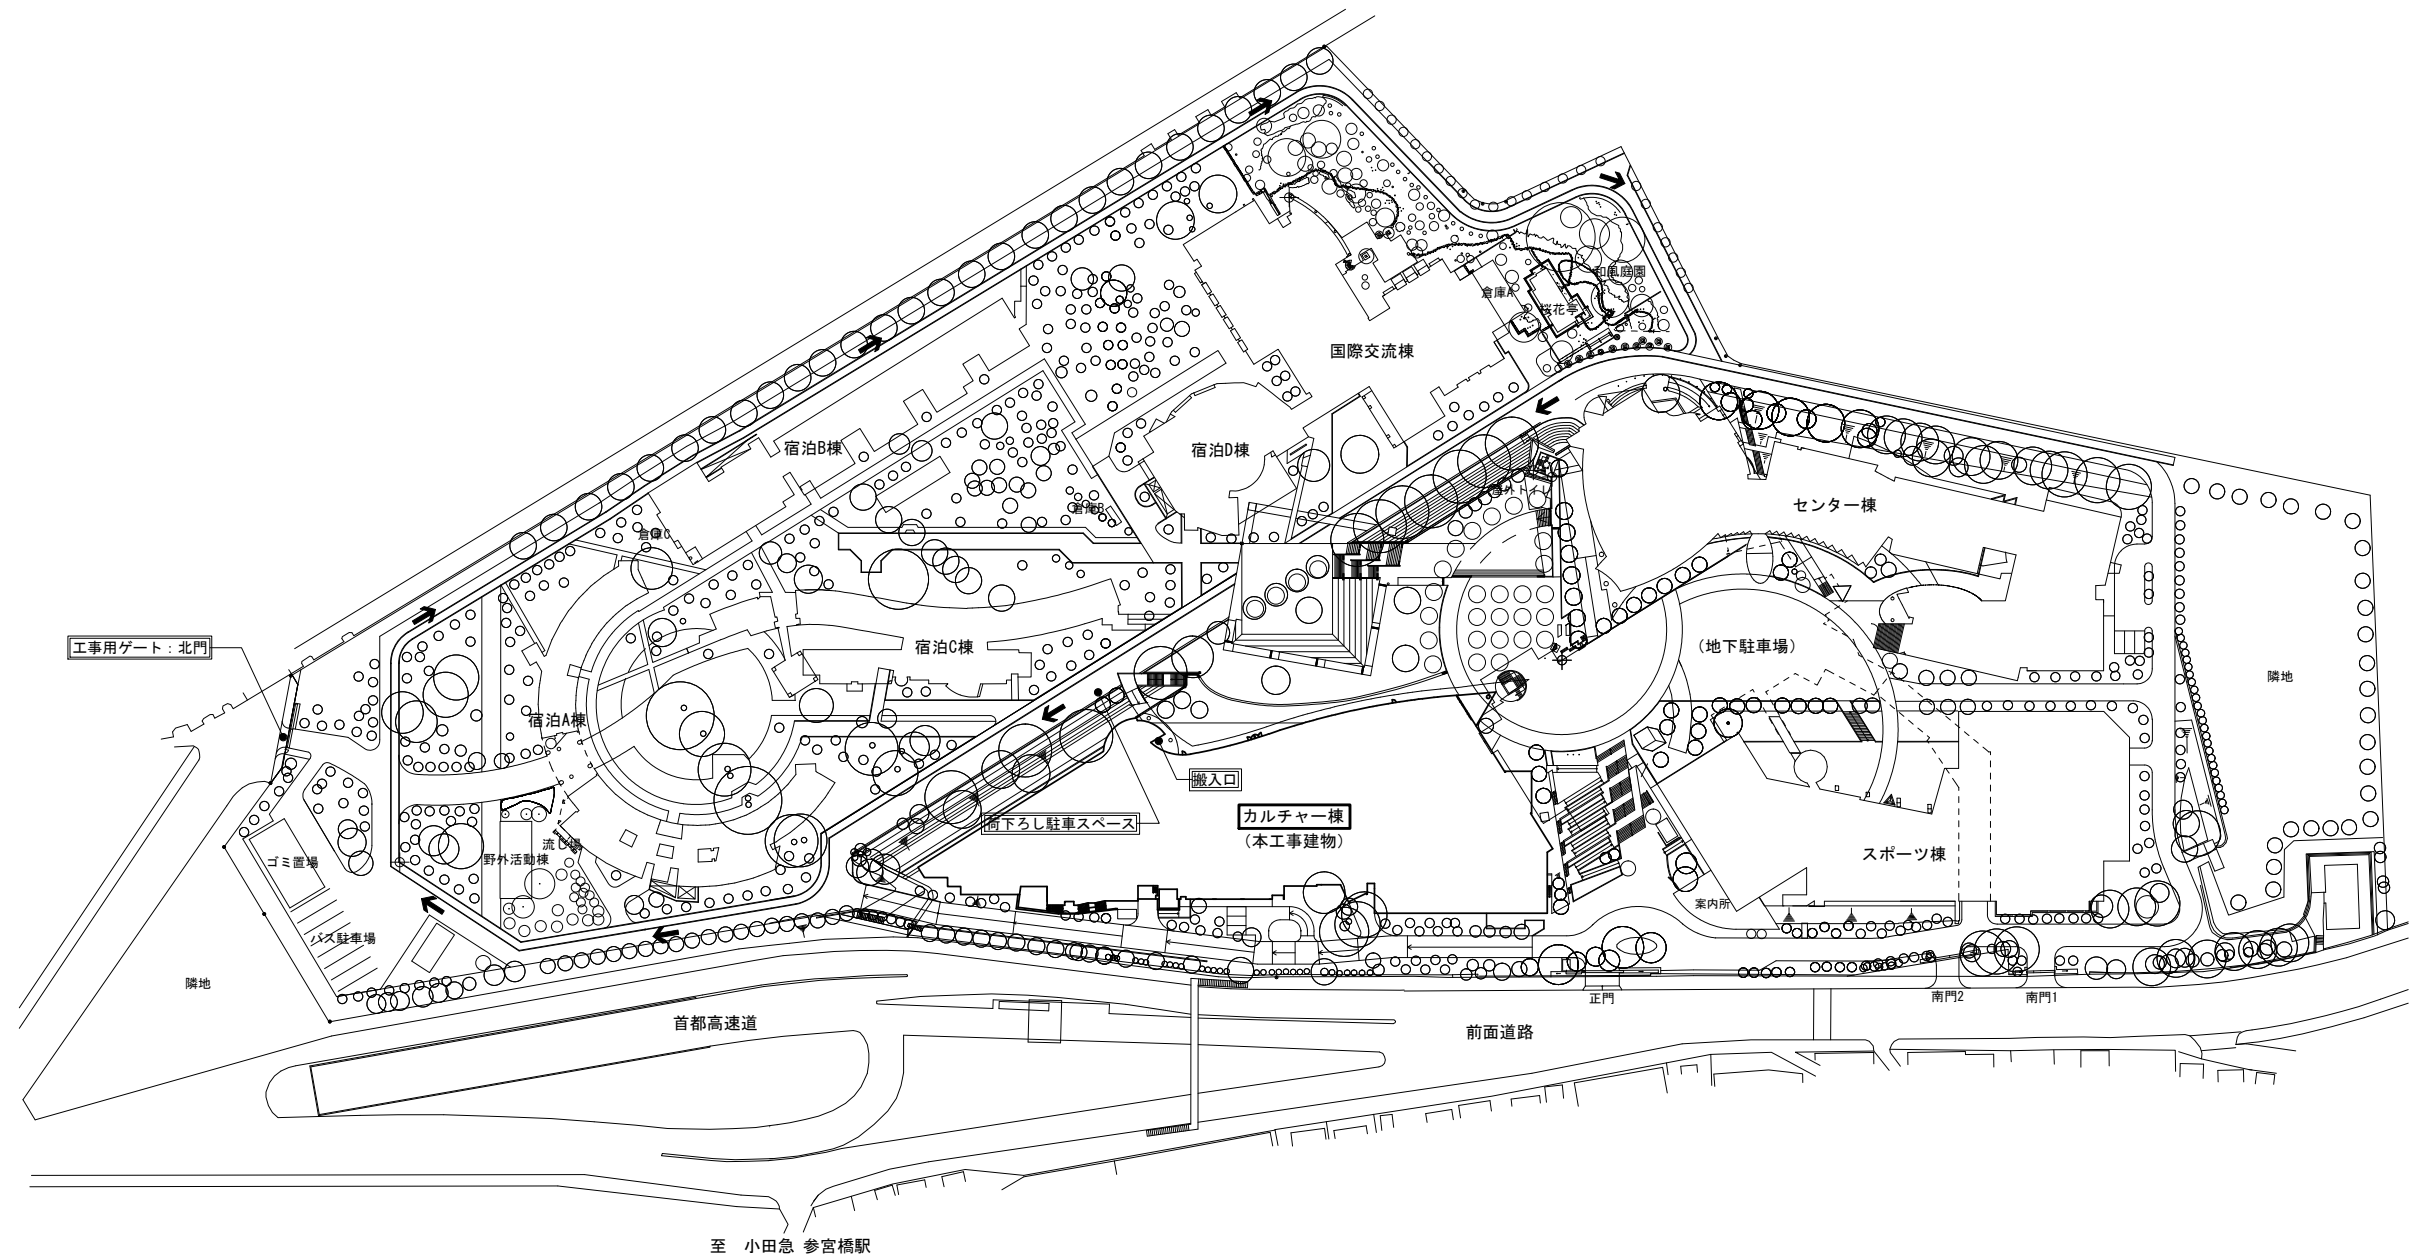 和風庭園
倉庫A
桜花亭
国際交流棟
宿泊B棟
宿泊D棟
屋外トイレ
センター棟
倉庫B
倉庫C
工事用ゲート：北門
宿泊C棟
（地下駐車場）
隣地
宿泊A棟
搬入口
荷下ろし駐車スペース
カルチャー棟
（本工事建物）
流し場
野外活動棟
ゴミ置場
スポーツ棟
案内所
バス駐車場
隣地
正門
南門2
南門1
首都高速道
前面道路
至　小田急 参宮橋駅